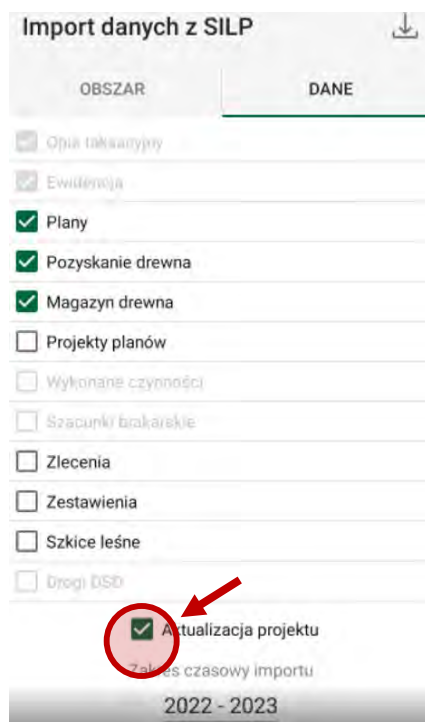 Import danych z SILP
OBSZAR DANE
Opis taksacyjny
Ewidencja
Plany
Pozyskanie drewna
Magazyn drewna
Projekty planów
Wykonane czynności
Szacunki brakarskie
Zlecenia
Zestawienia
Szkice leśne
Drogi DSD
Aktualizacja projektu
Zakres czasowy importu
2022 - 2023